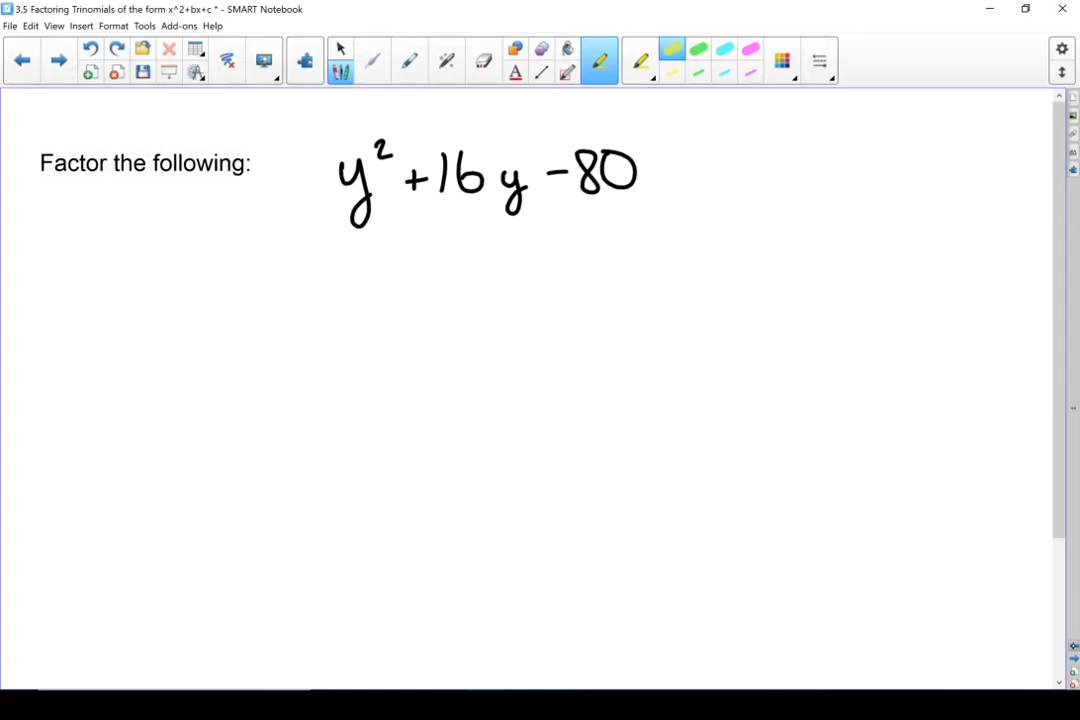 3.5 Factoring Trinomials of the form x^2+bx+c * - SMART Notebook
File Edit View Insert Format Tools Add-ons Help
Factor the following: y² +16y -80